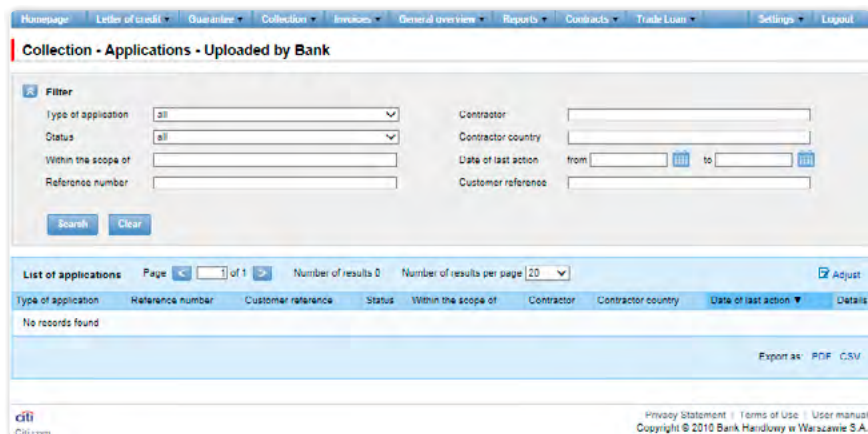 Homepage Letter of credit Guarantee Collection Invoices General overview Reports Contracts Trade Loan Settings Logout
Collection - Applications - Uploaded by Bank
Filter
Type of application all Contractor
Status all Contractor country
Within the scope of Date of last action from to
Reference number Customer reference
Search Clear
List of applications Page < 1 of 1 > Number of results 0 Number of results per page 20 Adjust
Type of application Reference number Customer reference Status Within the scope of Contractor Contractor country Date of last action ▼ Details
No records found
Export as: PDF CSV
citi Privacy Statement | Terms of Use | User manual
Citi.com Copyright © 2010 Bank Handlowy w Warszawie S.A.